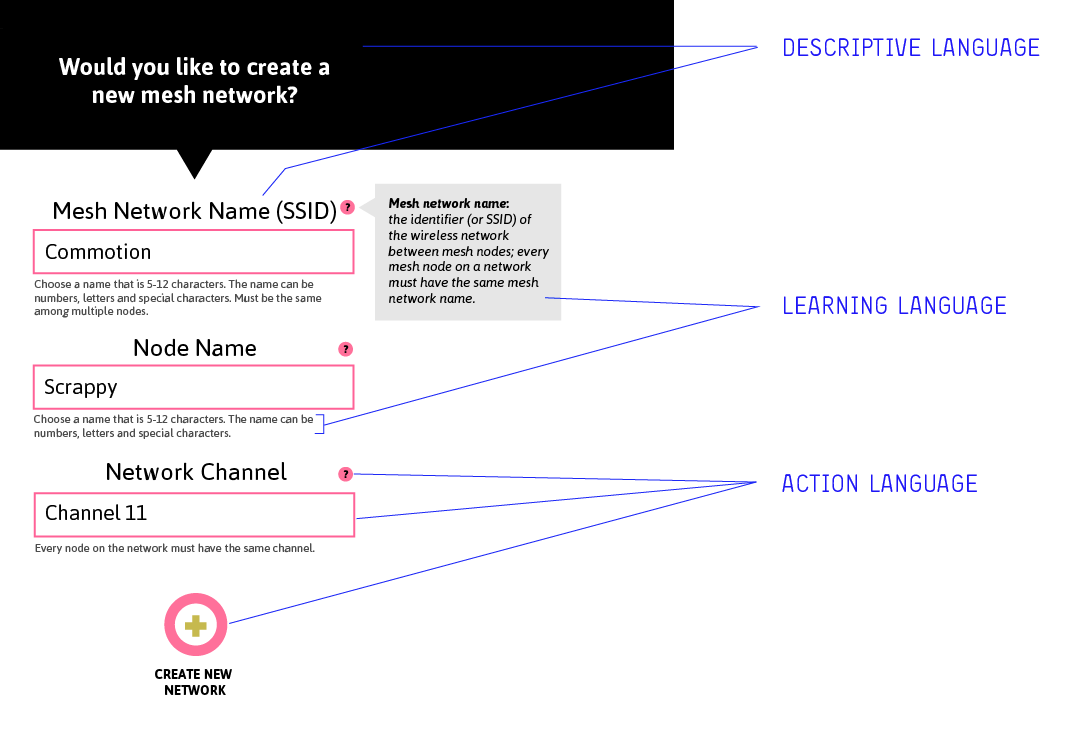 Would you like to create a
new mesh network?
DESCRIPTIVE LANGUAGE
Mesh Network Name (SSID) ?
Commotion
Choose a name that is 5-12 characters. The name can be
numbers, letters and special characters. Must be the same
among multiple nodes.
Mesh network name:
the identifier (or SSID) of
the wireless network
between mesh nodes; every
mesh node on a network
must have the same mesh
network name.
LEARNING LANGUAGE
Node Name ?
Scrappy
Choose a name that is 5-12 characters. The name can be
numbers, letters and special characters.
Network Channel ?
Channel 11
Every node on the network must have the same channel.
ACTION LANGUAGE
CREATE NEW
NETWORK